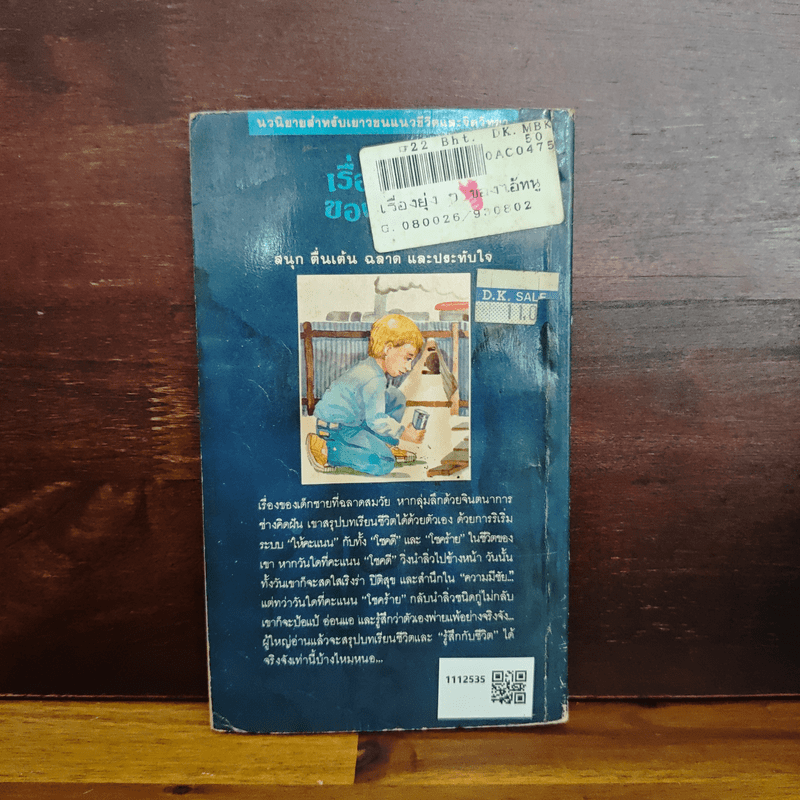 นวนิยายสำหรับเยาวชนแนวชีวิตและจิตวิทยา
22 Bht. DK. MBK
50
0AC0475
เรื่องยุ่ง ๆ ของไอ้หนู
G. 080026/930802
เรื่อ
ของ
สนุก ตื่นเต้น ฉลาด และประทับใจ
D.K. SALE
11.0
เรื่องของเด็กชายที่ฉลาดสมวัย หากลุ่มลึกด้วยจินตนาการ
ช่างคิดฝัน เขาสรุปบทเรียนชีวิตได้ด้วยตัวเอง ด้วยการริเริ่ม
ระบบ "ให้คะแนน" กับทั้ง "โชคดี" และ "โชคร้าย" ในชีวิตของ
เขา หากวันใดที่คะแนน "โชคดี" วิ่งนำลิ่วไปข้างหน้า วันนั้น
ทั้งวันเขาก็จะสดใสเริงร่า ปิติสุข และสำนึกใน "ความมีชัย..."
แต่ทว่าวันใดที่คะแนน "โชคร้าย" กลับนำลิ่วชนิดกู่ไม่กลับ
เขาก็จะป้อแป้ อ่อนแอ และรู้สึกว่าตัวเองพ่ายแพ้อย่างจริงจัง...
ผู้ใหญ่อ่านแล้วจะสรุปบทเรียนชีวิตและ "รู้สึกกับชีวิต" ได้
จริงจังเท่านี้บ้างไหมหนอ...
1112535